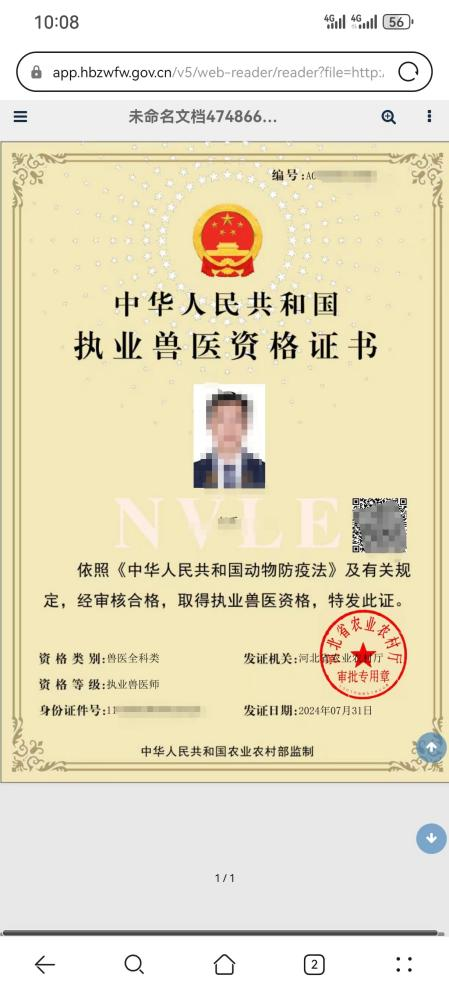 10:08
4G 4G 56
app.hbzwfw.gov.cn/v5/web-reader/reader?file=http:
未命名文档474866...
编号:A
中华人民共和国
执业兽医资格证书
NVLE
依照《中华人民共和国动物防疫法》及有关规
定，经审核合格，取得执业兽医资格，特发此证。
资格类别:兽医全科类
发证机关:河北省农业农村厅
河北省农业农村厅
审批专用章
资格等级:执业兽医师
身份证件号:11
发证日期:2024年07月31日
中华人民共和国农业农村部监制
1/1
2